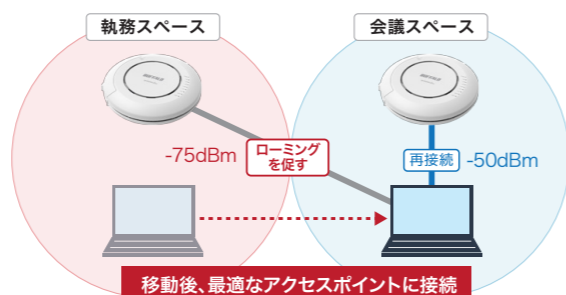 執務スペース
会議スペース
BUFFALO
BUFFALO
-75dBm
ローミング
を促す
再接続
-50dBm
移動後、最適なアクセスポイントに接続